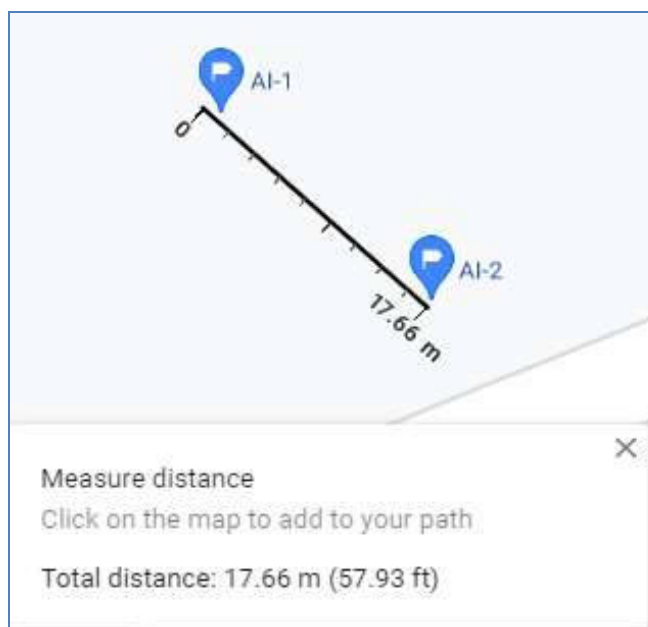 AI-1
0
AI-2
17.66 m
Measure distance
Click on the map to add to your path
Total distance: 17.66 m (57.93 ft)